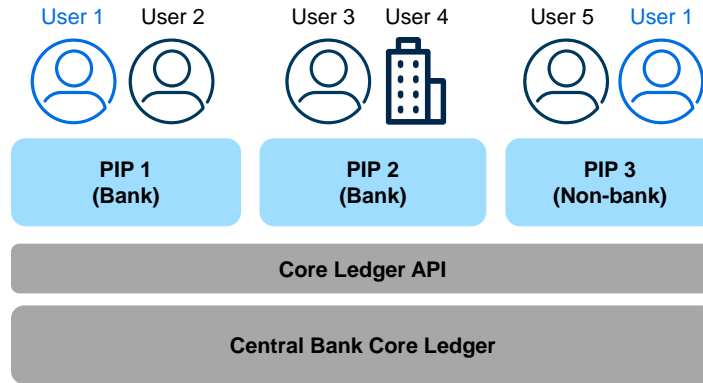 User 1 User 2 User 3 User 4 User 5 User 1
PIP 1
(Bank)
PIP 2
(Bank)
PIP 3
(Non-bank)
Core Ledger API
Central Bank Core Ledger